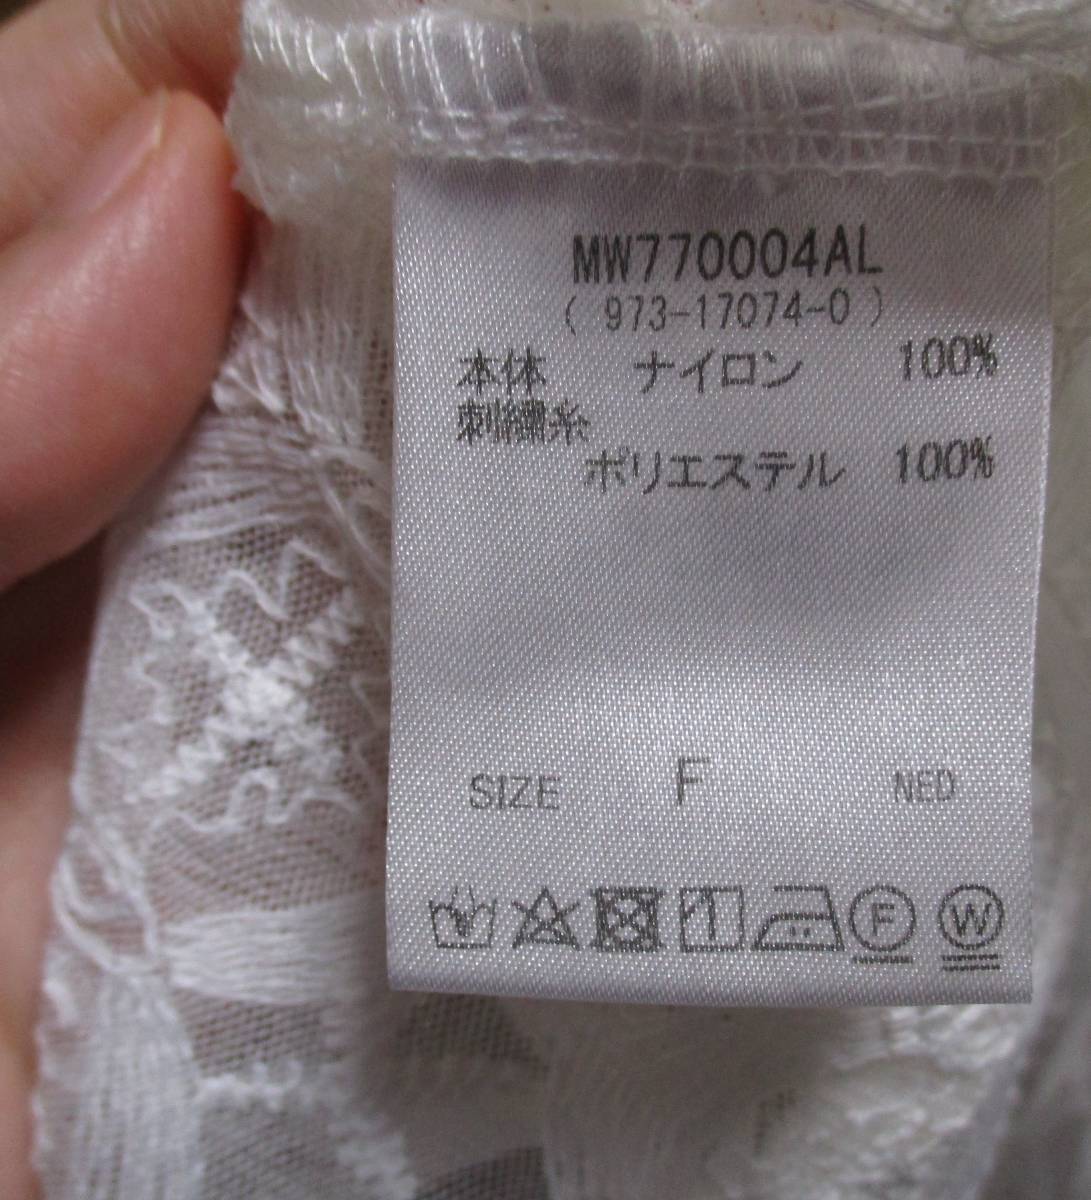 MW770004AL
( 973-17074-0 )
本体 ナイロン 100%
刺繍糸
ポリエステル 100%
SIZE F NED
F W